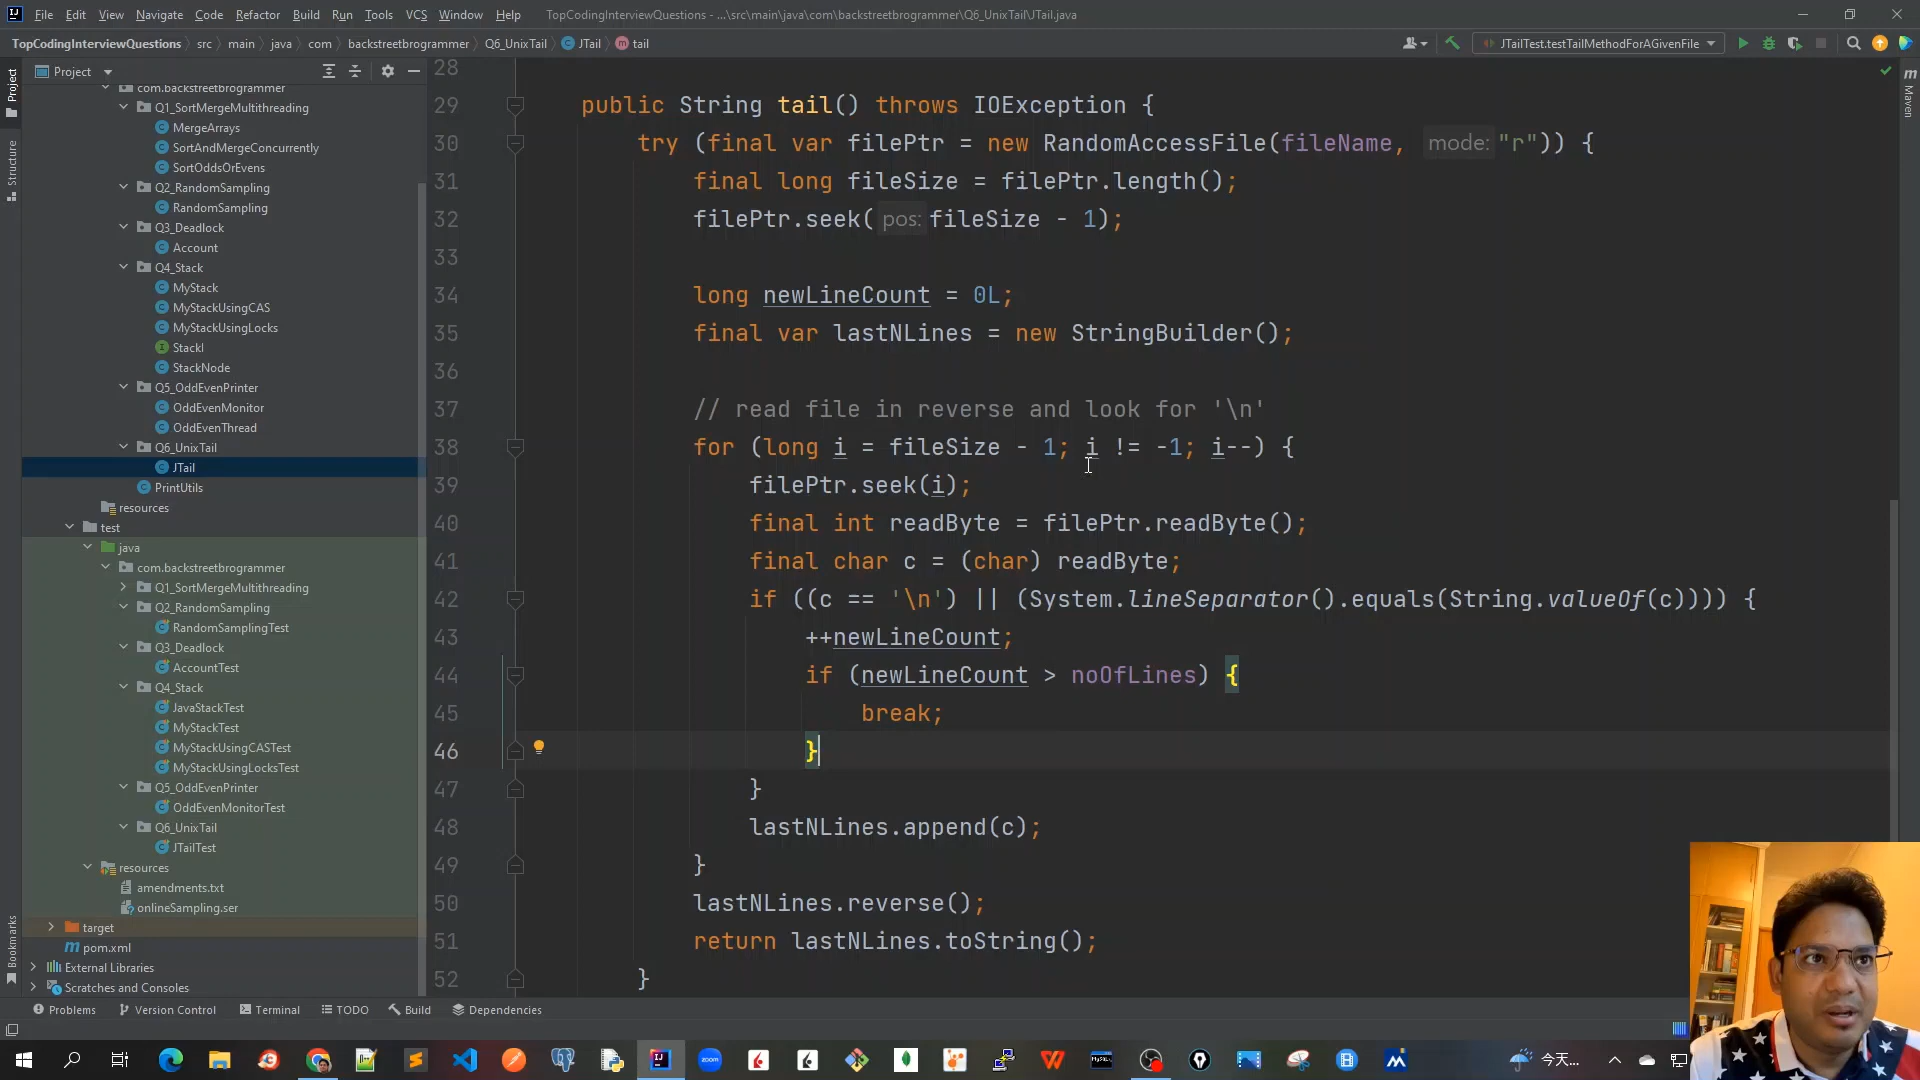 File Edit View Navigate Code Refactor Build Run Tools VCS Window Help TopCodingInterviewQuestions - ...\src\main\java\com\backstreetbrogrammer\Q6_UnixTail\JTail.java
TopCodingInterviewQuestions src main java com backstreetbrogrammer Q6_UnixTail JTail tail JTailTest.testTailMethodForAGivenFile
Project
com.backstreetbrogrammer
Q1_SortMergeMultithreading
MergeArrays
SortAndMergeConcurrently
SortOddsOrEvens
Q2_RandomSampling
RandomSampling
Q3_Deadlock
Account
Q4_Stack
MyStack
MyStackUsingCAS
MyStackUsingLocks
StackI
StackNode
Q5_OddEvenPrinter
OddEvenMonitor
OddEvenThread
Q6_UnixTail
JTail
PrintUtils
resources
test
java
com.backstreetbrogrammer
Q1_SortMergeMultithreading
Q2_RandomSampling
RandomSamplingTest
Q3_Deadlock
AccountTest
Q4_Stack
JavaStackTest
MyStackTest
MyStackUsingCASTest
MyStackUsingLocksTest
Q5_OddEvenPrinter
OddEvenMonitorTest
Q6_UnixTail
JTailTest
resources
amendments.txt
onlineSampling.ser
target
pom.xml
External Libraries
Scratches and Consoles
Project
Structure
Bookmarks
28
29 public String tail() throws IOException {
30 try (final var filePtr = new RandomAccessFile(fileName, mode: "r")) {
31 final long fileSize = filePtr.length();
32 filePtr.seek( pos: fileSize - 1);
33
34 long newLineCount = 0L;
35 final var lastNLines = new StringBuilder();
36
37 // read file in reverse and look for '\n'
38 for (long i = fileSize - 1; i != -1; i--) {
39 filePtr.seek(i);
40 final int readByte = filePtr.readByte();
41 final char c = (char) readByte;
42 if ((c == '\n') || (System.lineSeparator().equals(String.valueOf(c)))) {
43 ++newLineCount;
44 if (newLineCount > noOfLines) {
45 break;
46 }
47 }
48 lastNLines.append(c);
49 }
50 lastNLines.reverse();
51 return lastNLines.toString();
52 }
m Maven
Problems Version Control Terminal TODO Build Dependencies
zoom 今天...